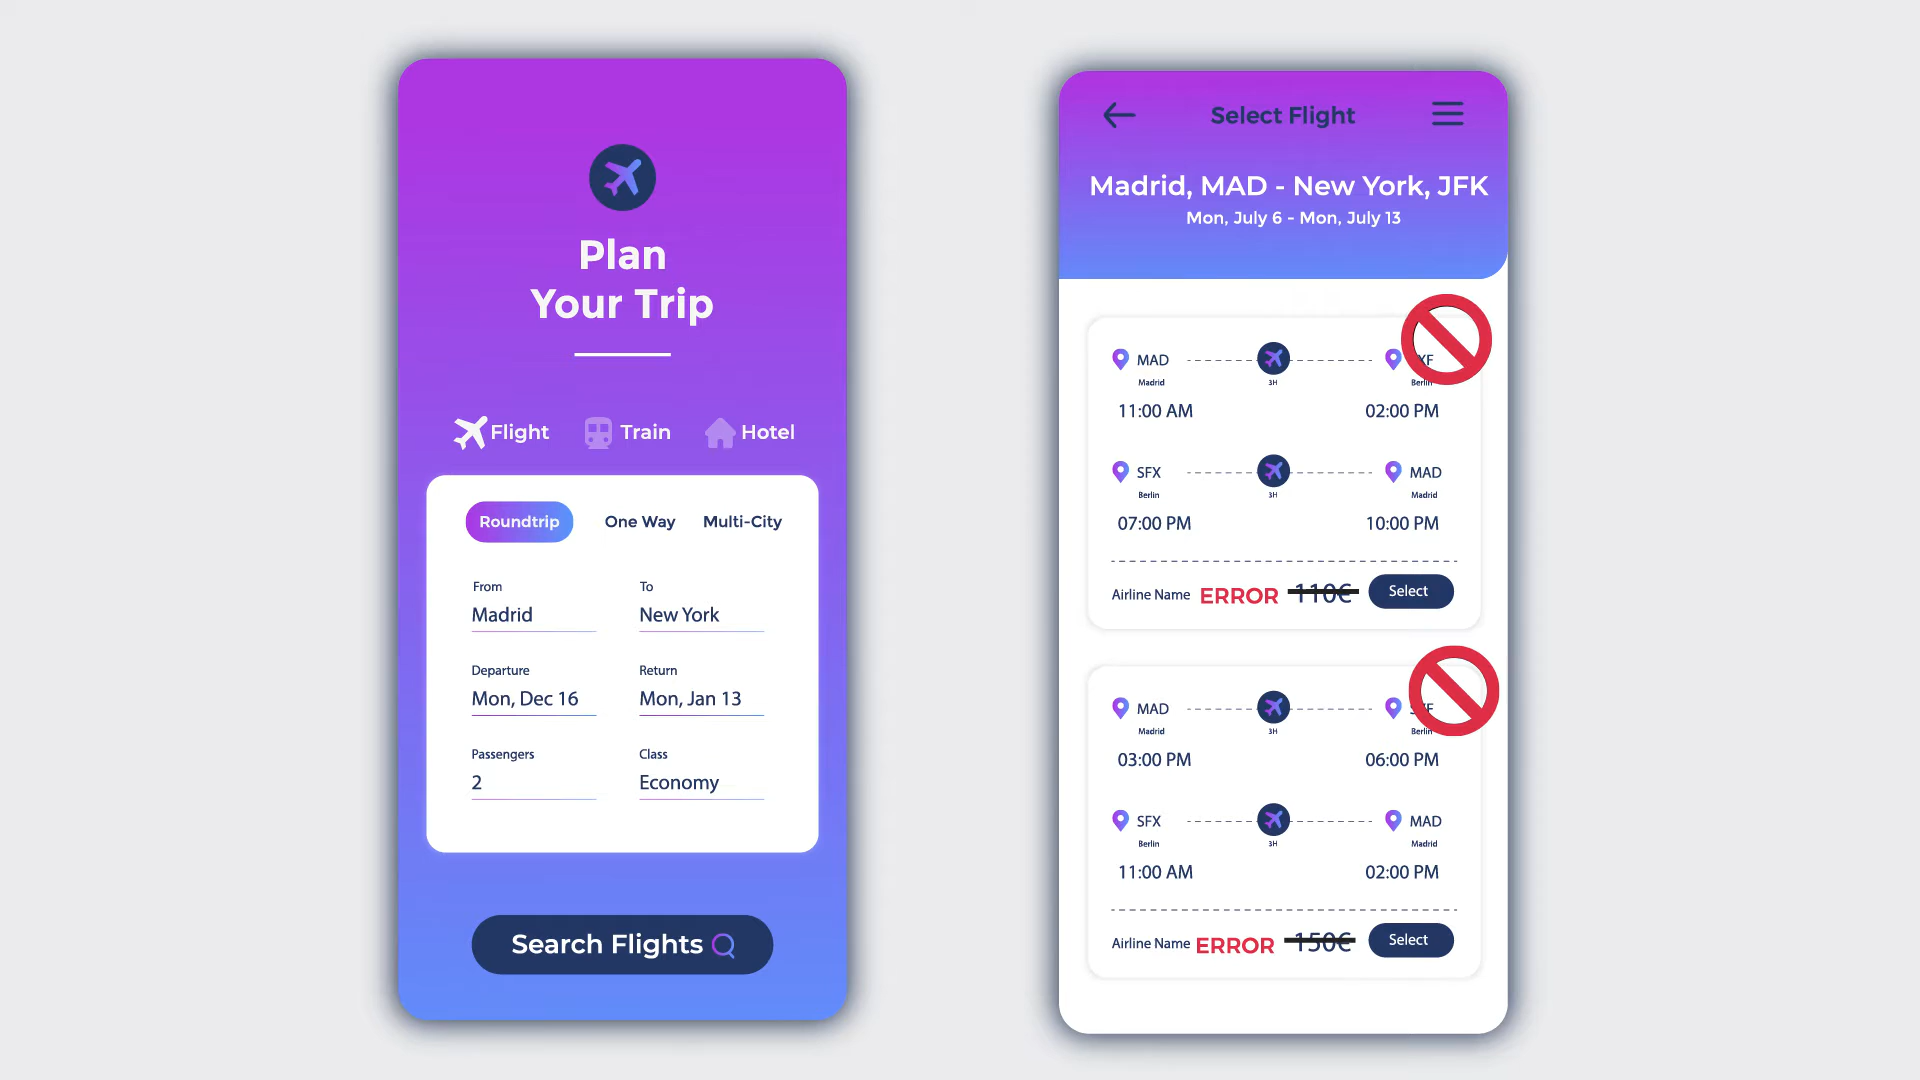 Plan
Your Trip
Flight Train Hotel
Roundtrip One Way Multi-City
From To
Madrid New York
Departure Return
Mon, Dec 16 Mon, Jan 13
Passengers Class
2 Economy
Search Flights
Select Flight
Madrid, MAD - New York, JFK
Mon, July 6 - Mon, July 13
MAD
Madrid 3H Berlin
11:00 AM 02:00 PM
SFX MAD
Berlin 3H Madrid
07:00 PM 10:00 PM
Airline Name ERROR 110€ Select
MAD
Madrid 3H Berlin
03:00 PM 06:00 PM
SFX MAD
Berlin 3H Madrid
11:00 AM 02:00 PM
Airline Name ERROR 150€ Select